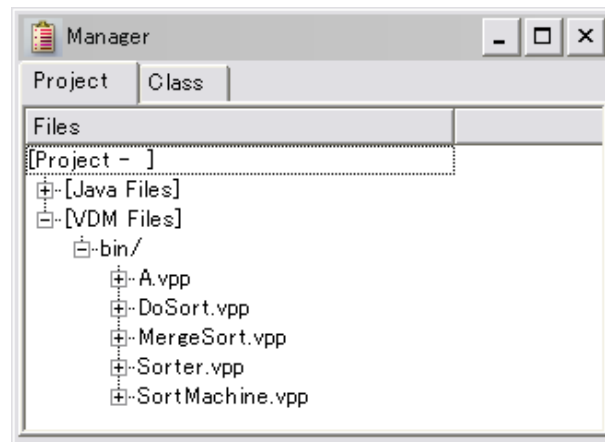 Manager
Project Class
Files
[Project - ]
[Java Files]
[VDM Files]
bin/
A.vpp
DoSort.vpp
MergeSort.vpp
Sorter.vpp
SortMachine.vpp